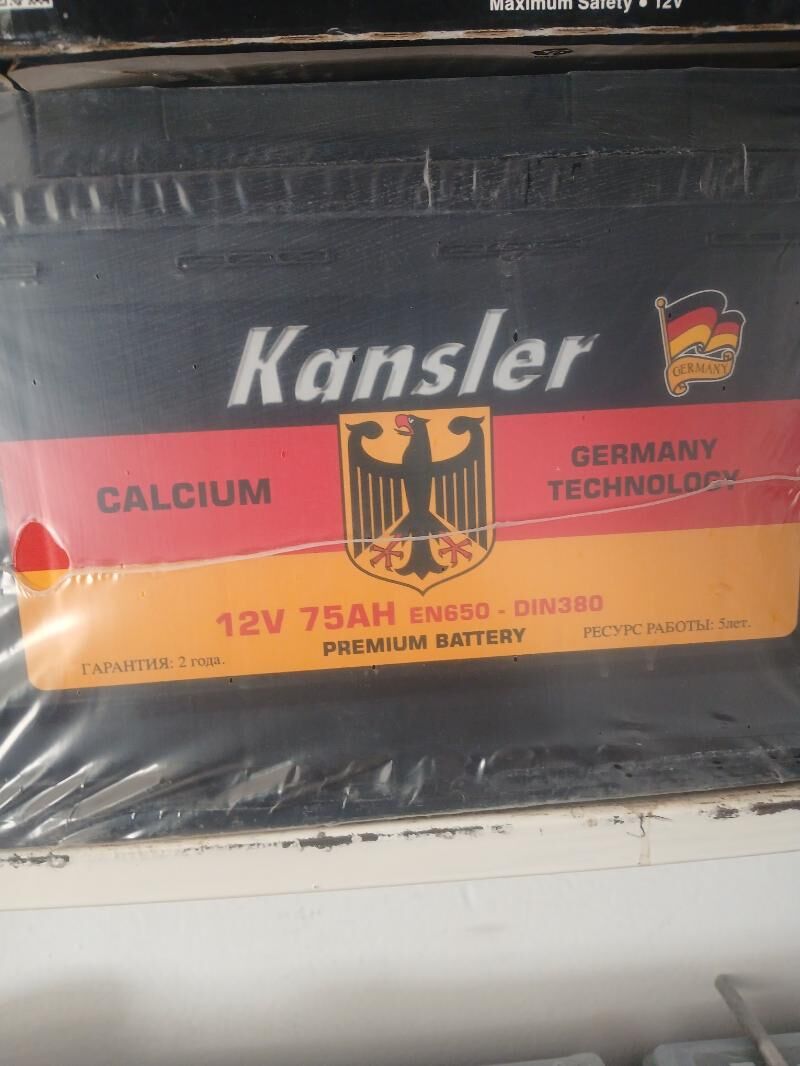 Maximum Safety • 12V
Kansler
GERMANY
CALCIUM
GERMANY
TECHNOLOGY
12V 75AH EN650 - DIN380
PREMIUM BATTERY
ГАРАНТИЯ: 2 года.
РЕСУРС РАБОТЫ: 5лет.